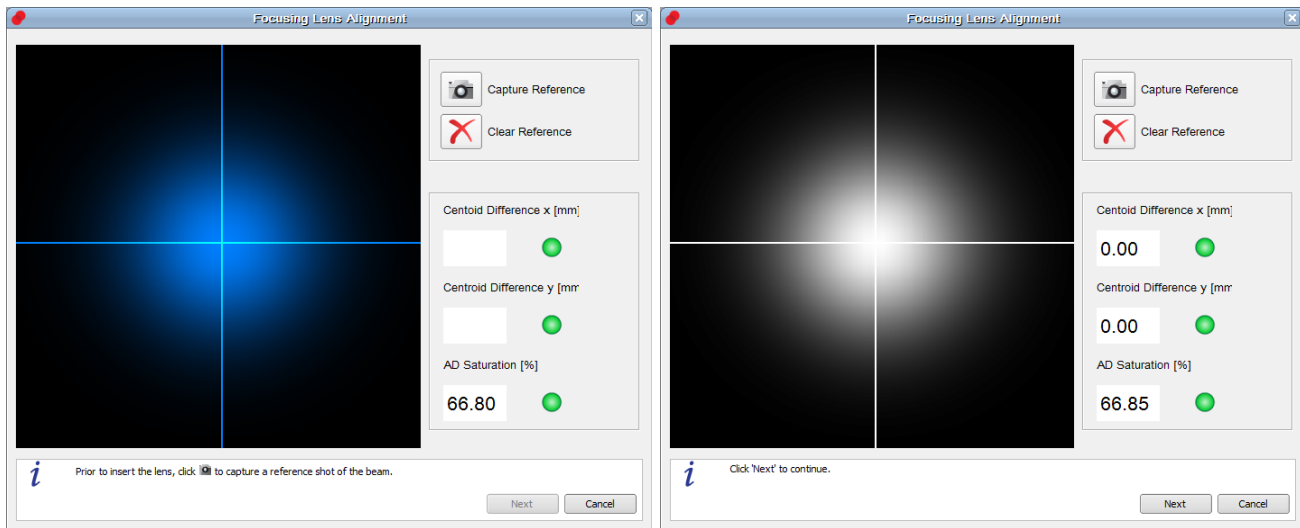 Focusing Lens Alignment
Capture Reference
Clear Reference
Centoid Difference x [mm]
Centroid Difference y [mm
AD Saturation [%]
66.80
i
Prior to insert the lens, click to capture a reference shot of the beam.
Next
Cancel
Focusing Lens Alignment
Capture Reference
Clear Reference
Centoid Difference x [mm]
0.00
Centroid Difference y [mm
0.00
AD Saturation [%]
66.85
i
Click 'Next' to continue.
Next
Cancel